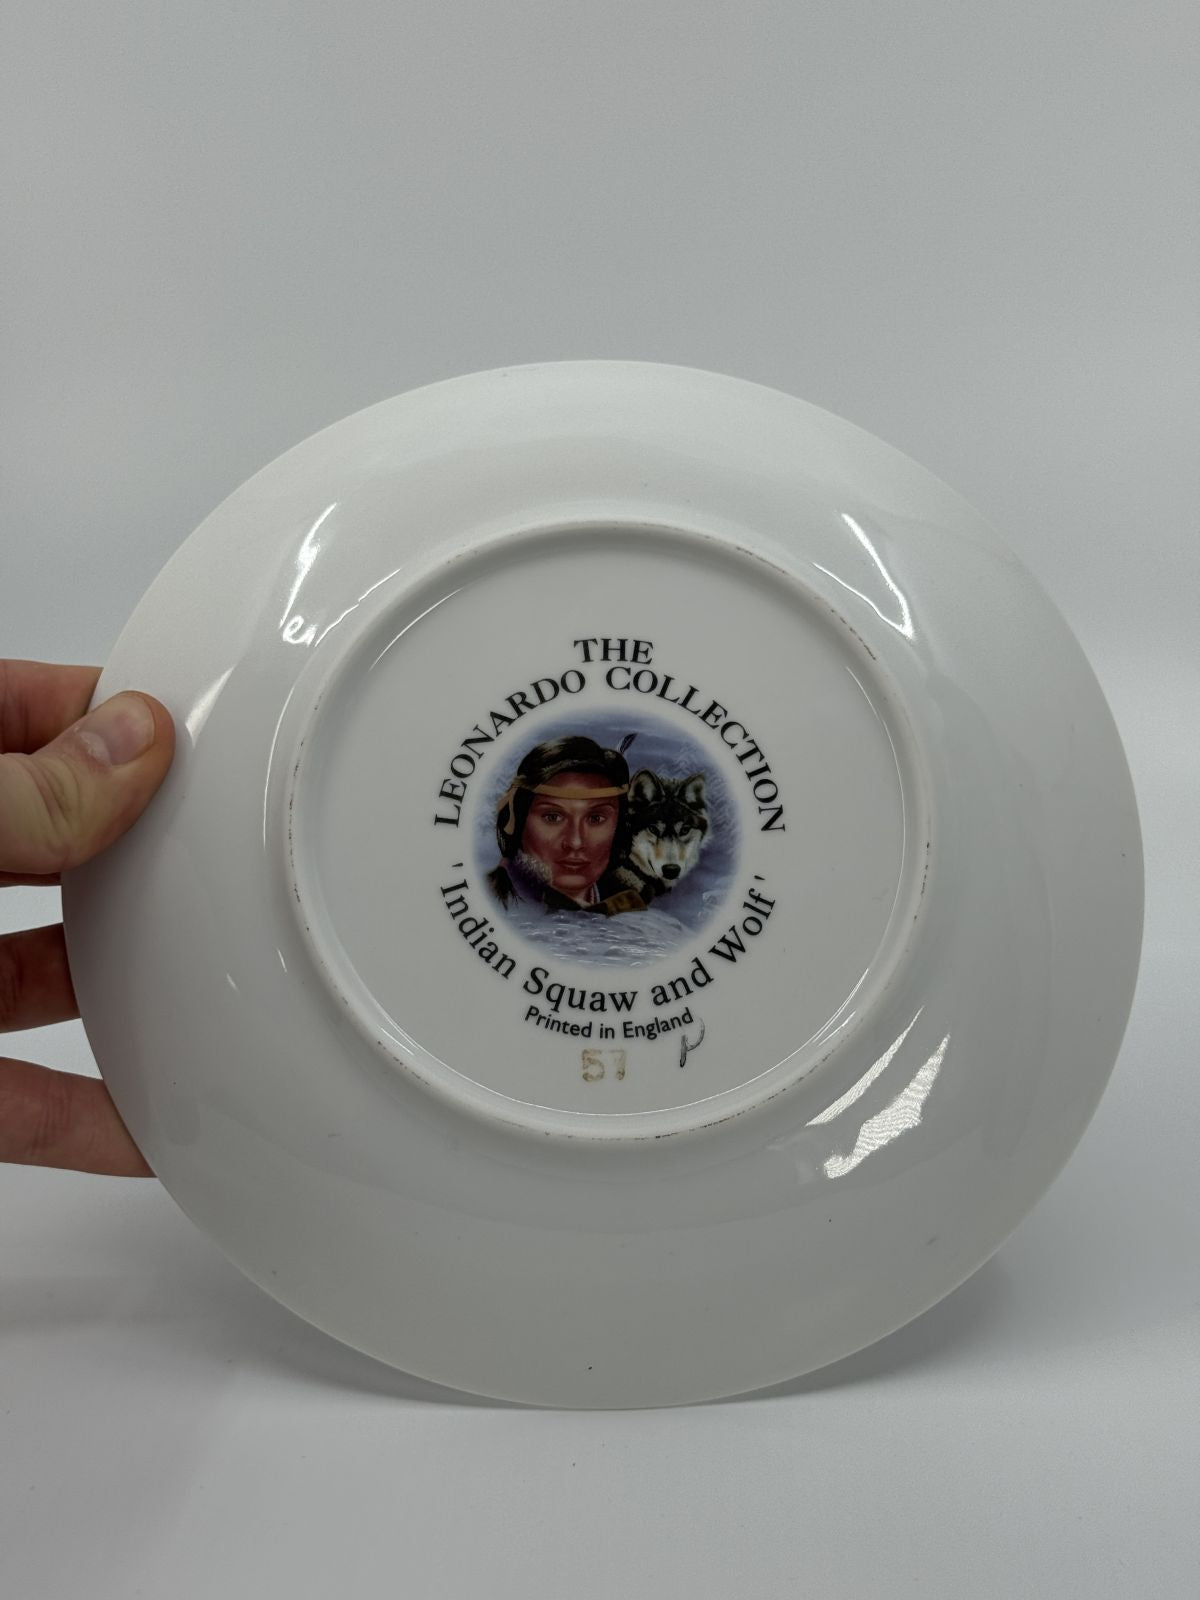 THE
LEONARDO COLLECTION
'Indian Squaw and Wolf'
Printed in England
57